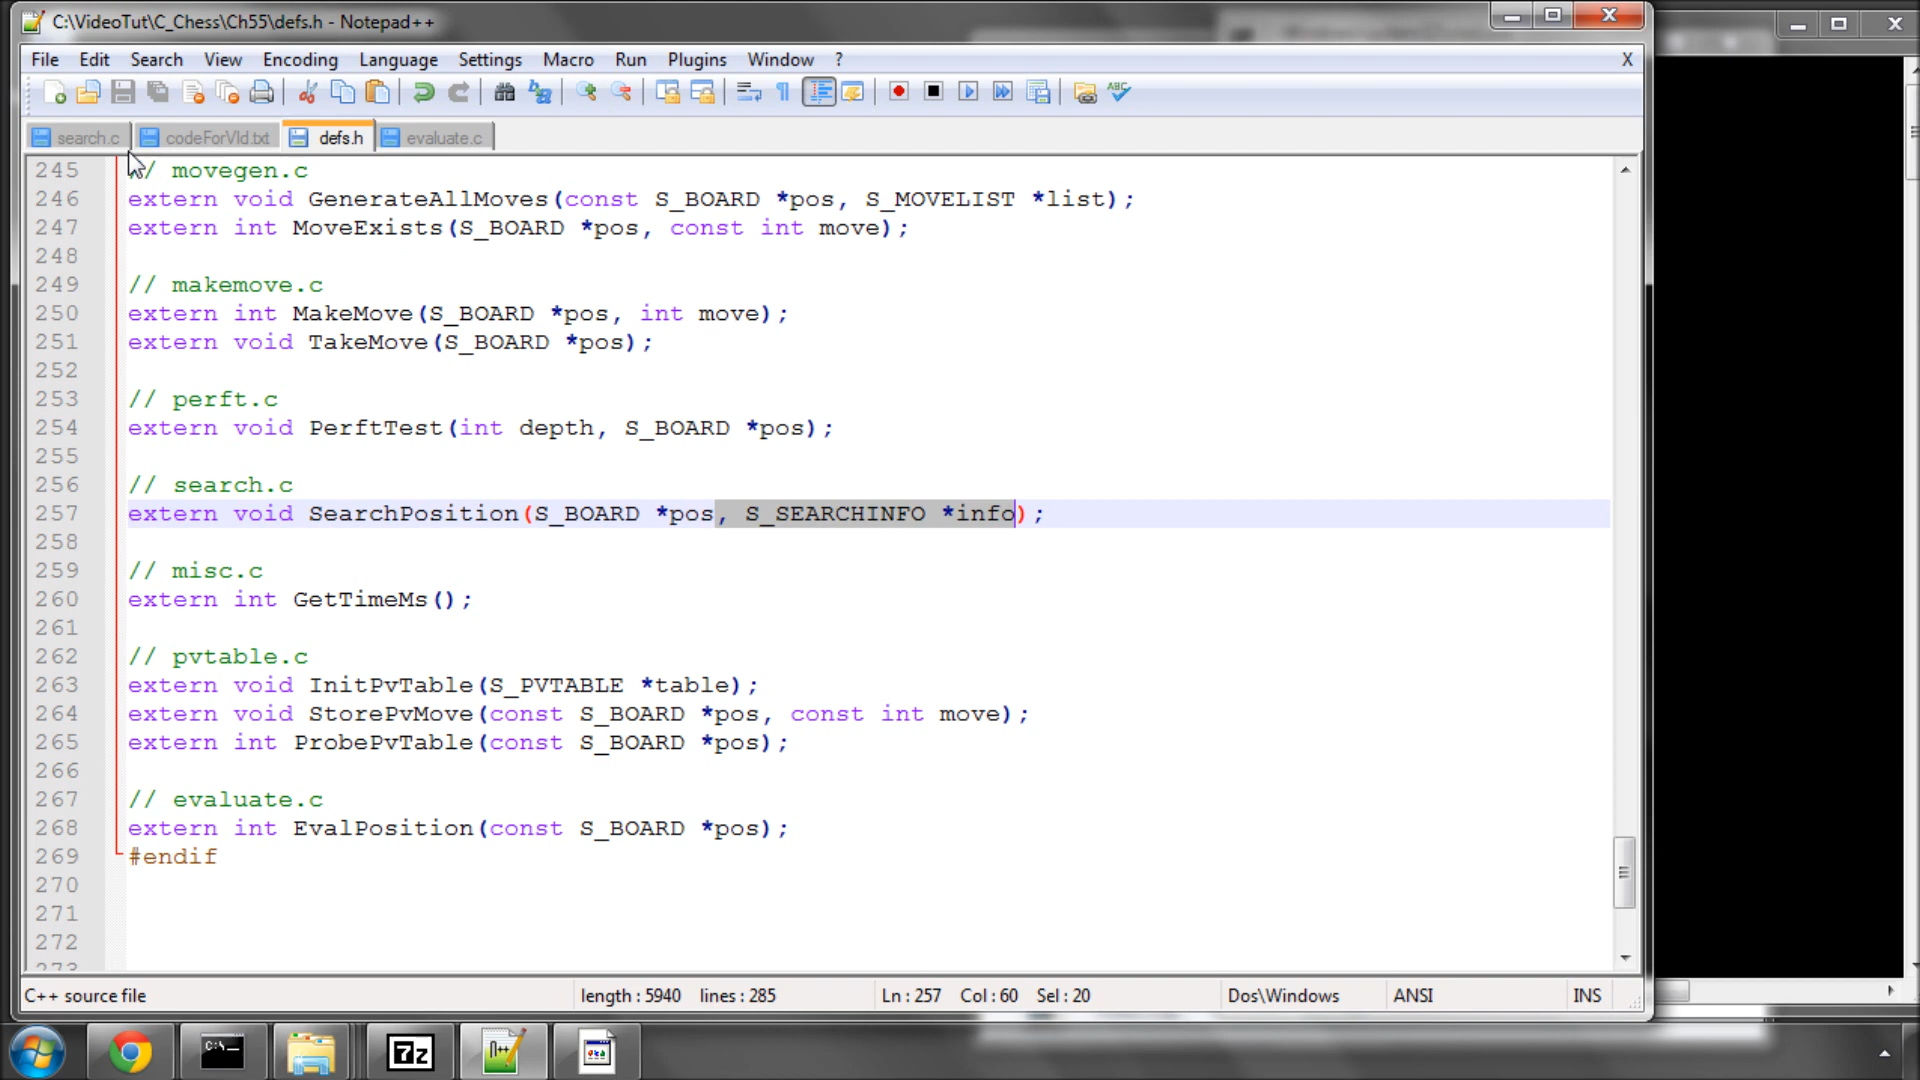 C:\VideoTut\C_Chess\Ch55\defs.h - Notepad++
File Edit Search View Encoding Language Settings Macro Run Plugins Window ? X
search.c codeForVid.txt defs.h evaluate.c
245 // movegen.c
246 extern void GenerateAllMoves(const S_BOARD *pos, S_MOVELIST *list);
247 extern int MoveExists(S_BOARD *pos, const int move);
248
249 // makemove.c
250 extern int MakeMove(S_BOARD *pos, int move);
251 extern void TakeMove(S_BOARD *pos);
252
253 // perft.c
254 extern void PerftTest(int depth, S_BOARD *pos);
255
256 // search.c
257 extern void SearchPosition(S_BOARD *pos, S_SEARCHINFO *info);
258
259 // misc.c
260 extern int GetTimeMs();
261
262 // pvtable.c
263 extern void InitPvTable(S_PVTABLE *table);
264 extern void StorePvMove(const S_BOARD *pos, const int move);
265 extern int ProbePvTable(const S_BOARD *pos);
266
267 // evaluate.c
268 extern int EvalPosition(const S_BOARD *pos);
269 #endif
270
271
272
273
C++ source file length : 5940 lines : 285 Ln : 257 Col : 60 Sel : 20 Dos\Windows ANSI INS